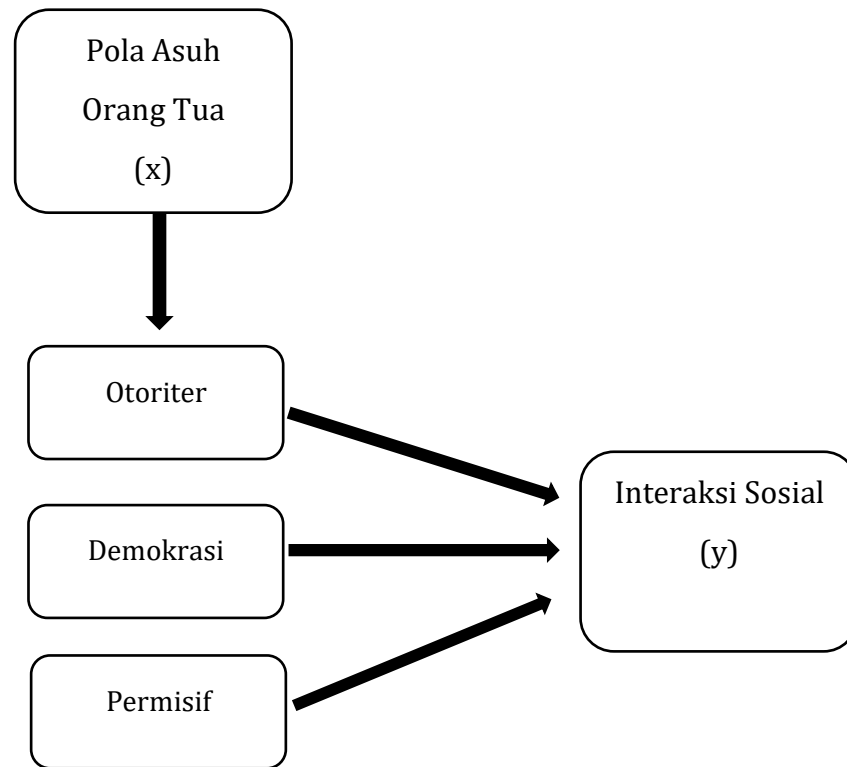 Pola Asuh
Orang Tua
(x)
Otoriter
Interaksi Sosial
(y)
Demokrasi
Permisif